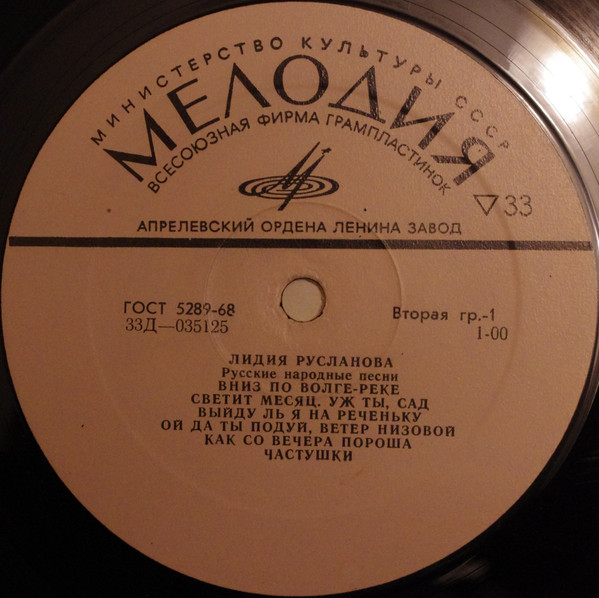 МИНИСТЕРСТВО КУЛЬТУРЫ СССР
МЕЛОДИЯ
ВСЕСОЮЗНАЯ ФИРМА ГРАМПЛАСТИНОК
▽33
АПРЕЛЕВСКИЙ ОРДЕНА ЛЕНИНА ЗАВОД
ГОСТ 5289-68 Вторая гр.-1
33Д—035125 1-00
ЛИДИЯ РУСЛАНОВА
Русские народные песни
ВНИЗ ПО ВОЛГЕ-РЕКЕ
СВЕТИТ МЕСЯЦ. УЖ ТЫ, САД
ВЫЙДУ ЛЬ Я НА РЕЧЕНЬКУ
ОЙ ДА ТЫ ПОДУЙ, ВЕТЕР НИЗОВОЙ
КАК СО ВЕЧЕРА ПОРОША
ЧАСТУШКИ